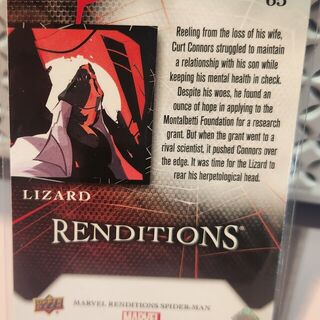 65
Reeling from the loss of his wife,
Curt Connors struggled to maintain
a relationship with his son while
keeping his mental health in check.
Despite his woes, he found an
ounce of hope in applying to the
Montalbetti Foundation for a research
grant. But when the grant went to a
rival scientist, it pushed Connors over
the edge. It was time for the Lizard to
rear his herpetological head.
LIZARD
RENDITIONS®
UPPER DECK
MARVEL RENDITIONS SPIDER-MAN
MARVEL